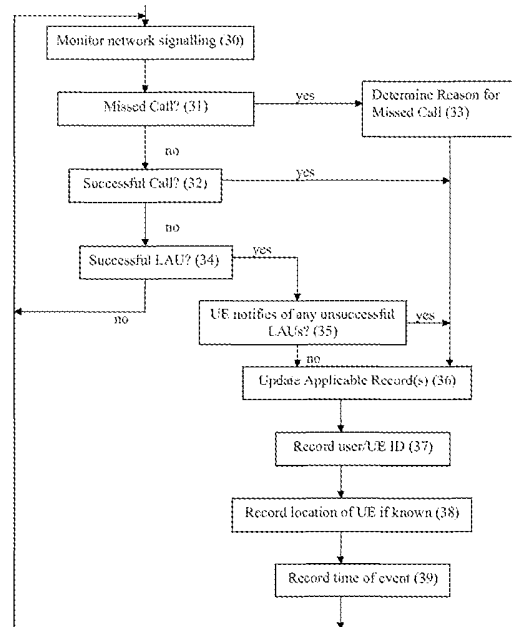 Monitor network signalling (30)
Missed Call? (31)
yes
Determine Reason for
Missed Call (33)
no
Successful Call? (32)
yes
no
Successful LAU? (34)
yes
no
UE notifies of any unsuccessful
LAUs? (35)
yes
no
Update Applicable Record(s) (36)
Record user/UE ID (37)
Record location of UE if known (38)
Record time of event (39)